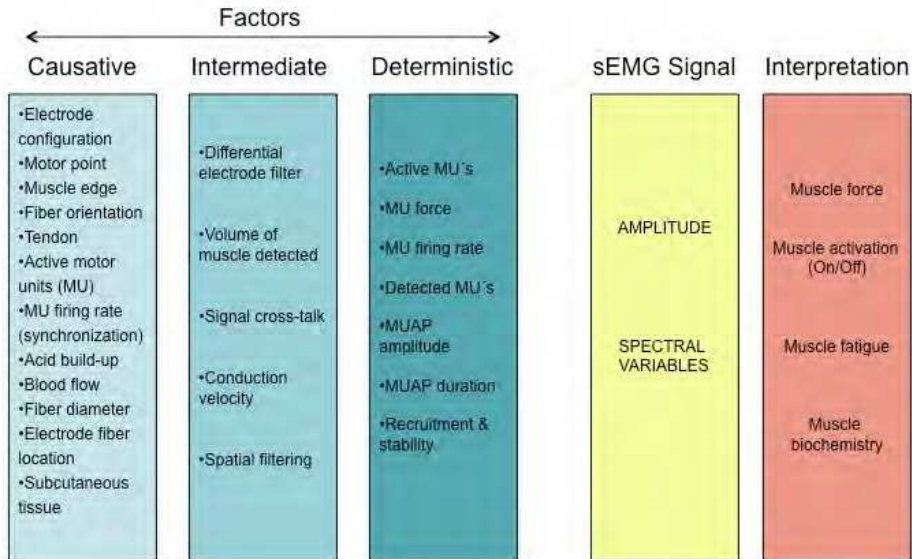 Factors
Causative
Intermediate
Deterministic
sEMG Signal
Interpretation
•Electrode
configuration
•Motor point
•Muscle edge
•Fiber orientation
•Tendon
•Active motor
units (MU)
•MU firing rate
(synchronization)
•Acid build-up
•Blood flow
•Fiber diameter
•Electrode fiber
location
•Subcutaneous
tissue
•Differential
electrode filter
•Volume of
muscle detected
•Signal cross-talk
•Conduction
velocity
•Spatial filtering
•Active MU´s
•MU force
•MU firing rate
•Detected MU´s
•MUAP
amplitude
•MUAP duration
•Recruitment &
stability
AMPLITUDE
SPECTRAL
VARIABLES
Muscle force
Muscle activation
(On/Off)
Muscle fatigue
Muscle
biochemistry